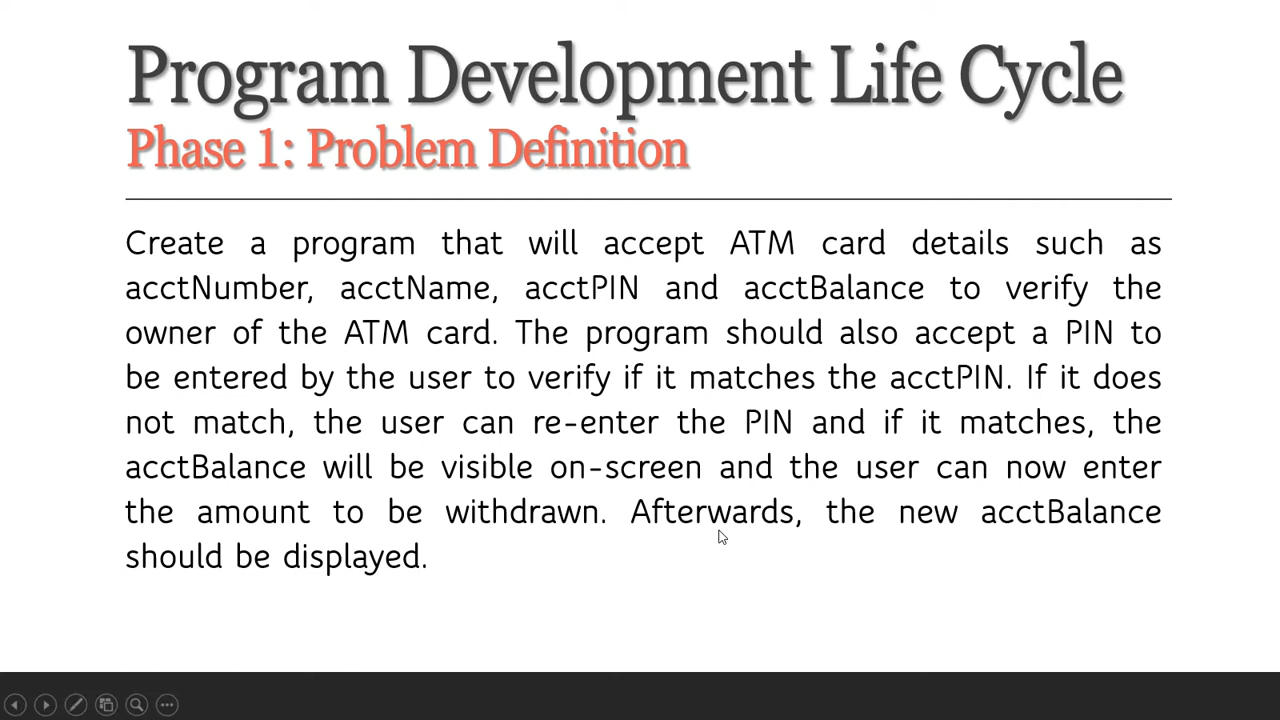 Program Development Life Cycle
Phase 1: Problem Definition
Create a program that will accept ATM card details such as
acctNumber, acctName, acctPIN and acctBalance to verify the
owner of the ATM card. The program should also accept a PIN to
be entered by the user to verify if it matches the acctPIN. If it does
not match, the user can re-enter the PIN and if it matches, the
acctBalance will be visible on-screen and the user can now enter
the amount to be withdrawn. Afterwards, the new acctBalance
should be displayed.